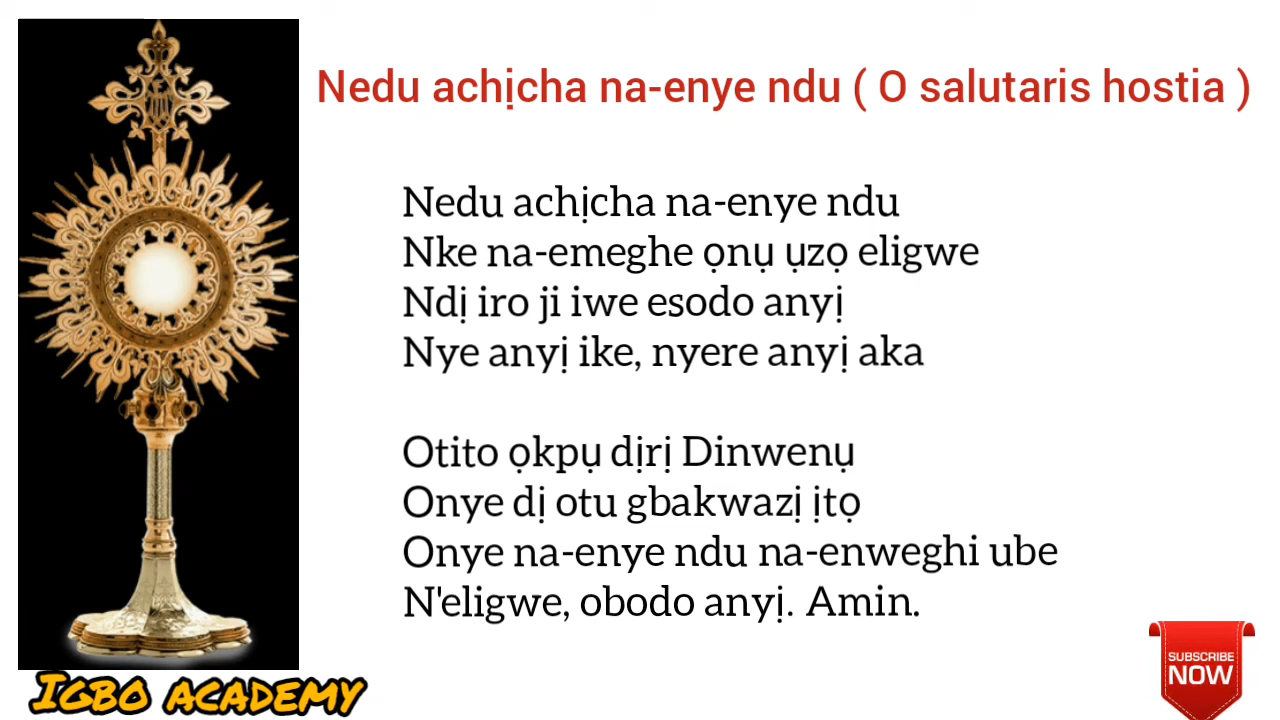 Nedu achịcha na-enye ndu ( O salutaris hostia )
Nedu achịcha na-enye ndu
Nke na-emeghe ọnụ ụzọ eligwe
Ndị iro ji iwe esodo anyị
Nye anyị ike, nyere anyị aka
Otito ọkpụ dịrị Dinwenụ
Onye dị otu gbakwazị ịtọ
Onye na-enye ndu na-enweghi ube
N'eligwe, obodo anyị. Amin.
IGBO ACADEMY
SUBSCRIBE
NOW